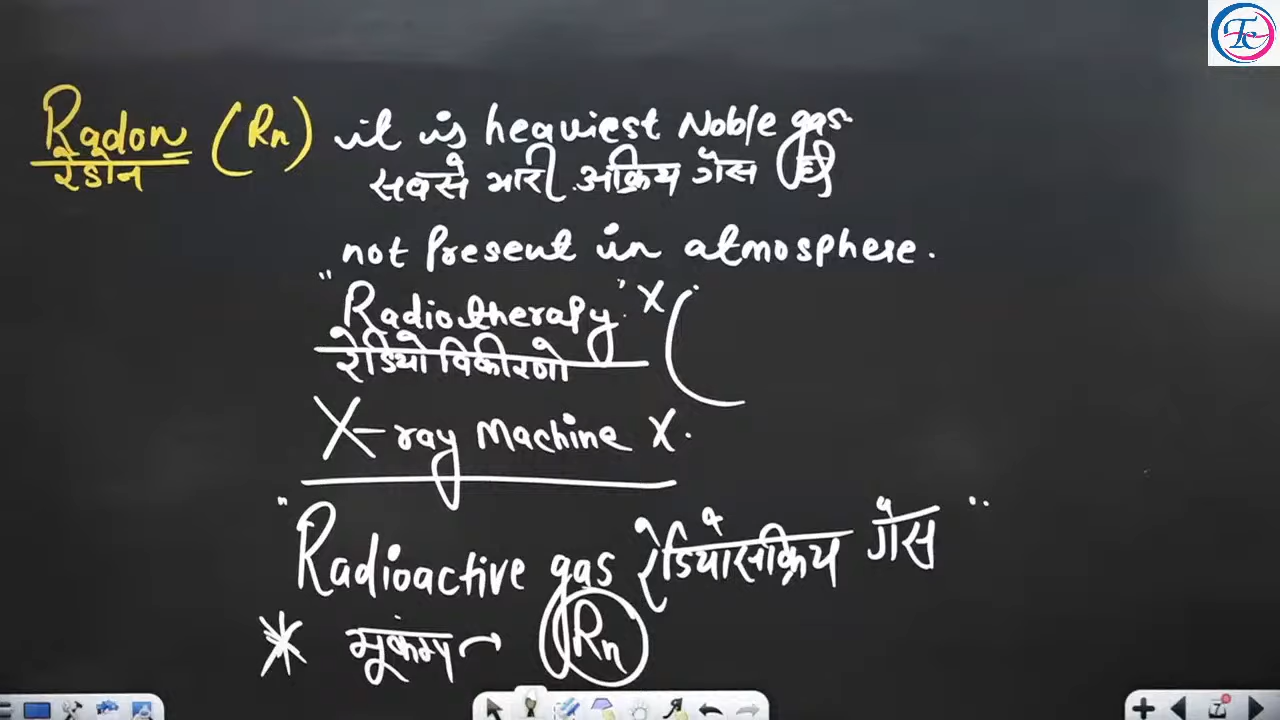 Radon (Rn) it is heaviest Noble gas
रेडोन सबसे भारी अक्रिय गैस है
not Present in atmosphere.
"Radiotherapy" X (
रेडियो विकीरणो
X-ray Machine X.
"Radioactive gas रेडियोसक्रिय गैस"
* भूकंम्प → Rn